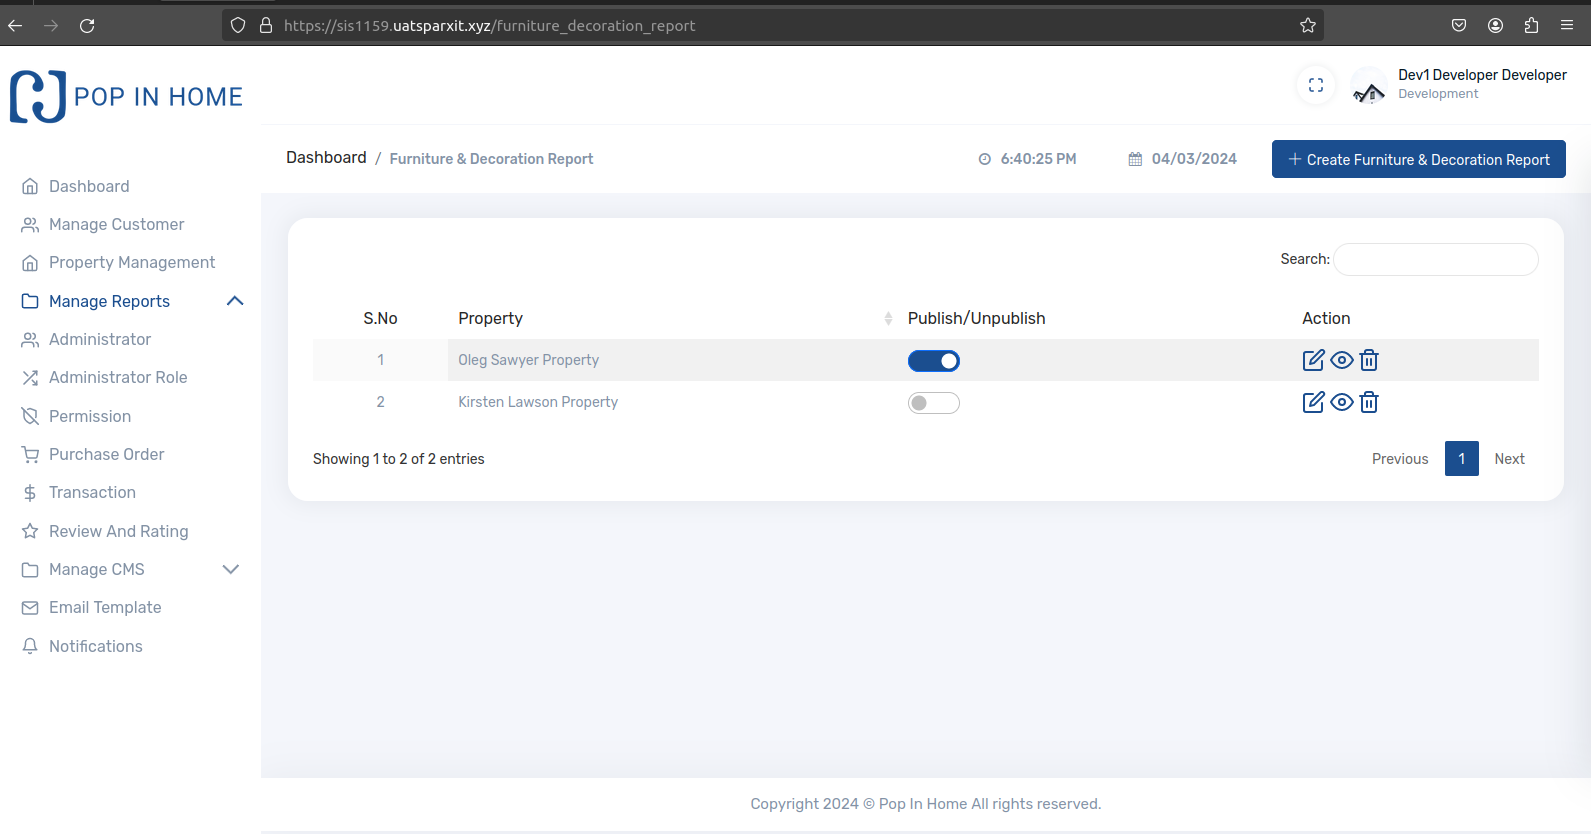 https://sis1159.uatsparxit.xyz/furniture_decoration_report
POP IN HOME
Dev1 Developer Developer
Development
Dashboard / Furniture & Decoration Report
6:40:25 PM
04/03/2024
+ Create Furniture & Decoration Report
Dashboard
Manage Customer
Property Management
Manage Reports
Administrator
Administrator Role
Permission
Purchase Order
Transaction
Review And Rating
Manage CMS
Email Template
Notifications
Search:
S.No Property Publish/Unpublish Action
1 Oleg Sawyer Property
2 Kirsten Lawson Property
Showing 1 to 2 of 2 entries
Previous 1 Next
Copyright 2024 © Pop In Home All rights reserved.